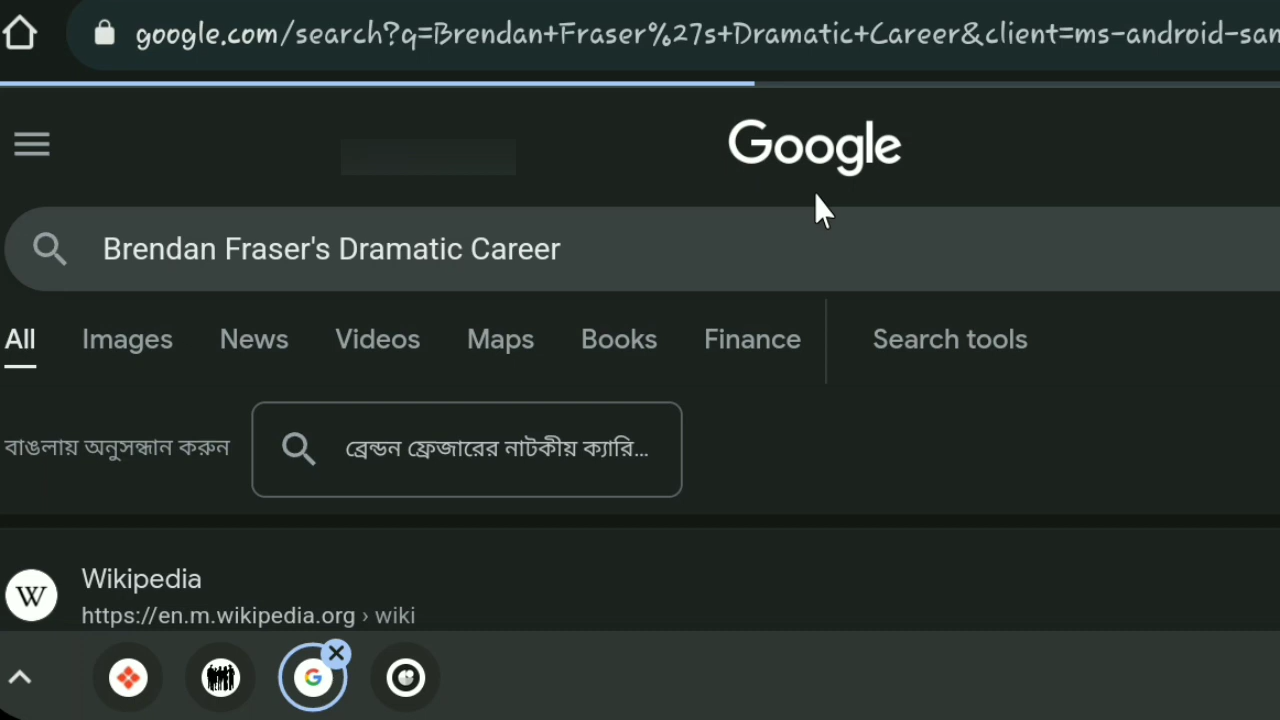 google.com/search?q=Brendan+Fraser%27s+Dramatic+Career&client=ms-android-san
Google
Brendan Fraser's Dramatic Career
All Images News Videos Maps Books Finance Search tools
বাঙলায় অনুসন্ধান করুন ব্রেন্ডন ফ্রেজারের নাটকীয় ক্যারি...
W Wikipedia
https://en.m.wikipedia.org › wiki
G